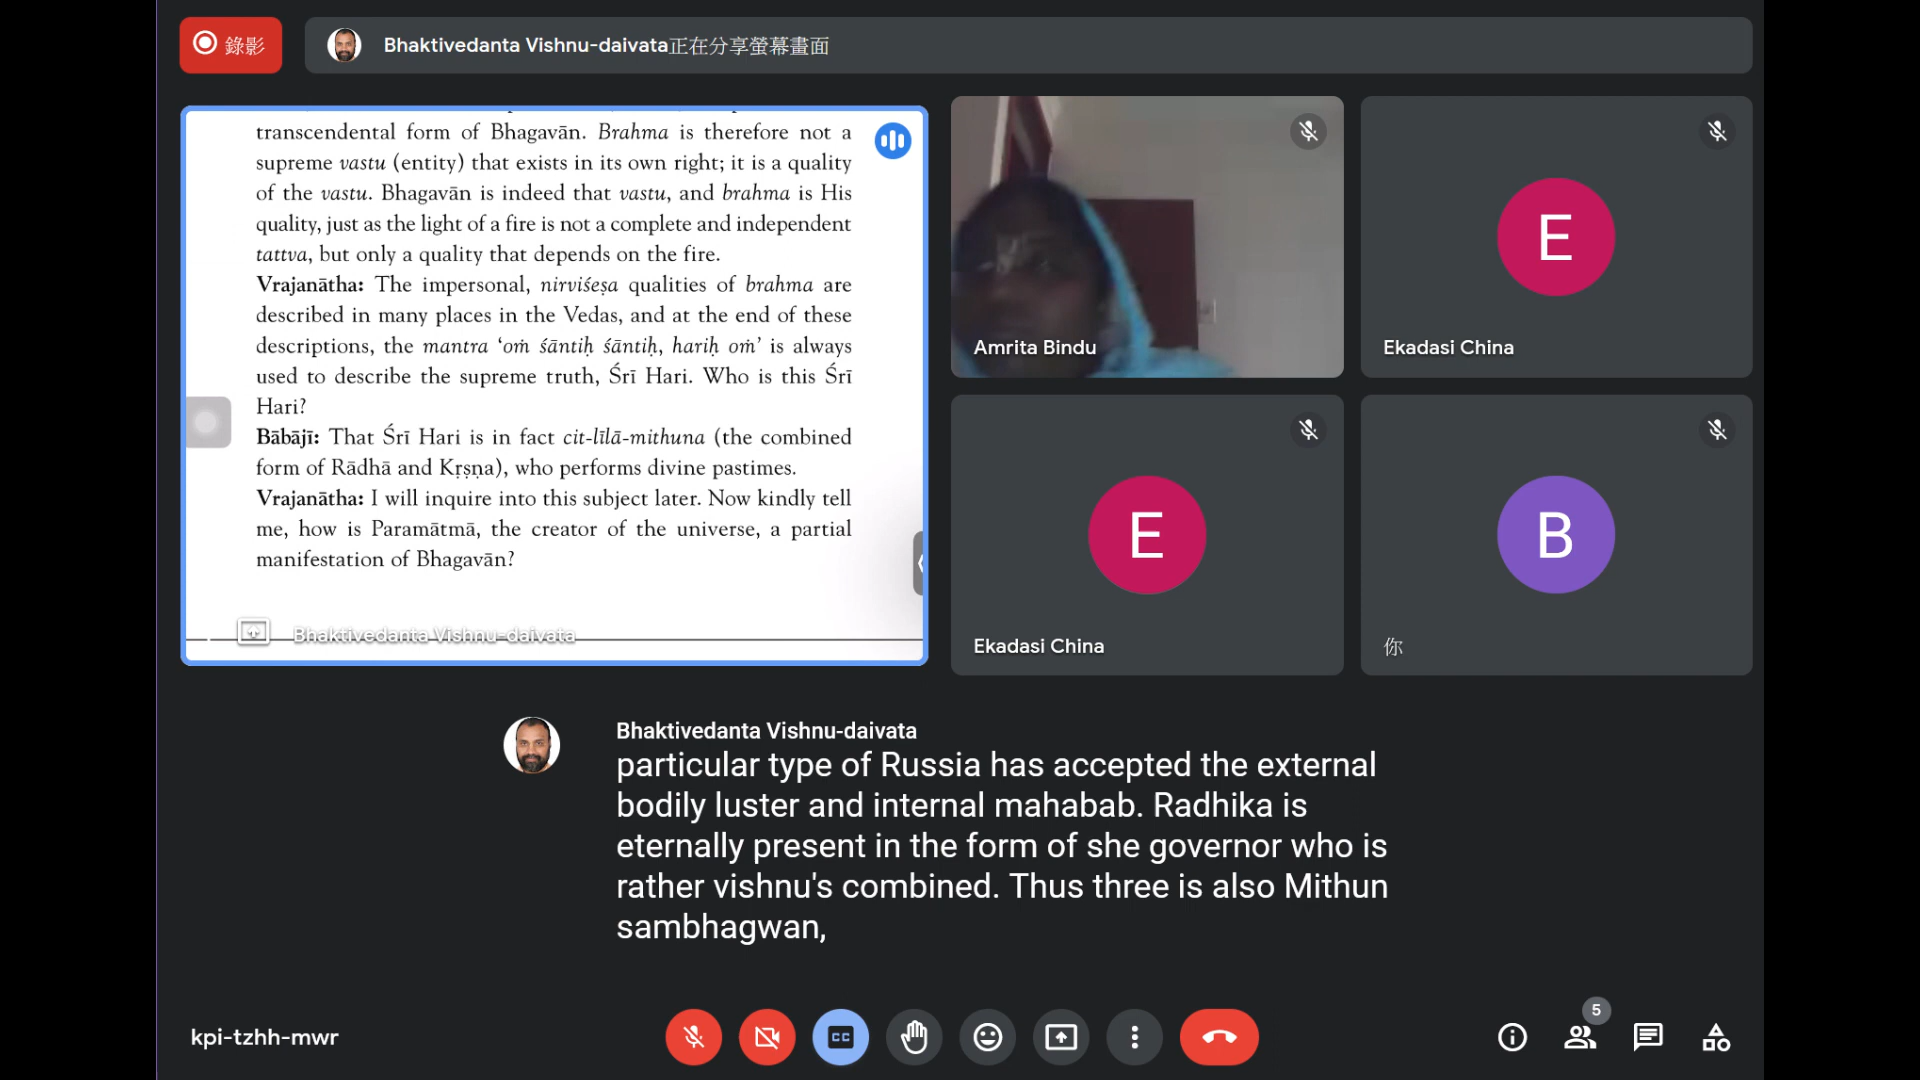 錄影
Bhaktivedanta Vishnu-daivata正在分享螢幕畫面
transcendental form of Bhagavān. Brahma is therefore not a
supreme vastu (entity) that exists in its own right; it is a quality
of the vastu. Bhagavān is indeed that vastu, and brahma is His
quality, just as the light of a fire is not a complete and independent
tattva, but only a quality that depends on the fire.
Vrajanātha: The impersonal, nirviśeṣa qualities of brahma are
described in many places in the Vedas, and at the end of these
descriptions, the mantra ‘oṁ śāntiḥ śāntiḥ, hariḥ oṁ’ is always
used to describe the supreme truth, Śrī Hari. Who is this Śrī
Hari?
Bābājī: That Śrī Hari is in fact cit-līlā-mithuna (the combined
form of Rādhā and Kṛṣṇa), who performs divine pastimes.
Vrajanātha: I will inquire into this subject later. Now kindly tell
me, how is Paramātmā, the creator of the universe, a partial
manifestation of Bhagavān?
Bhaktivedanta Vishnu-daivata
Amrita Bindu
E
Ekadasi China
E
Ekadasi China
B
你
Bhaktivedanta Vishnu-daivata
particular type of Russia has accepted the external
bodily luster and internal mahabab. Radhika is
eternally present in the form of she governor who is
rather vishnu's combined. Thus three is also Mithun
sambhagwan,
kpi-tzhh-mwr
CC
5